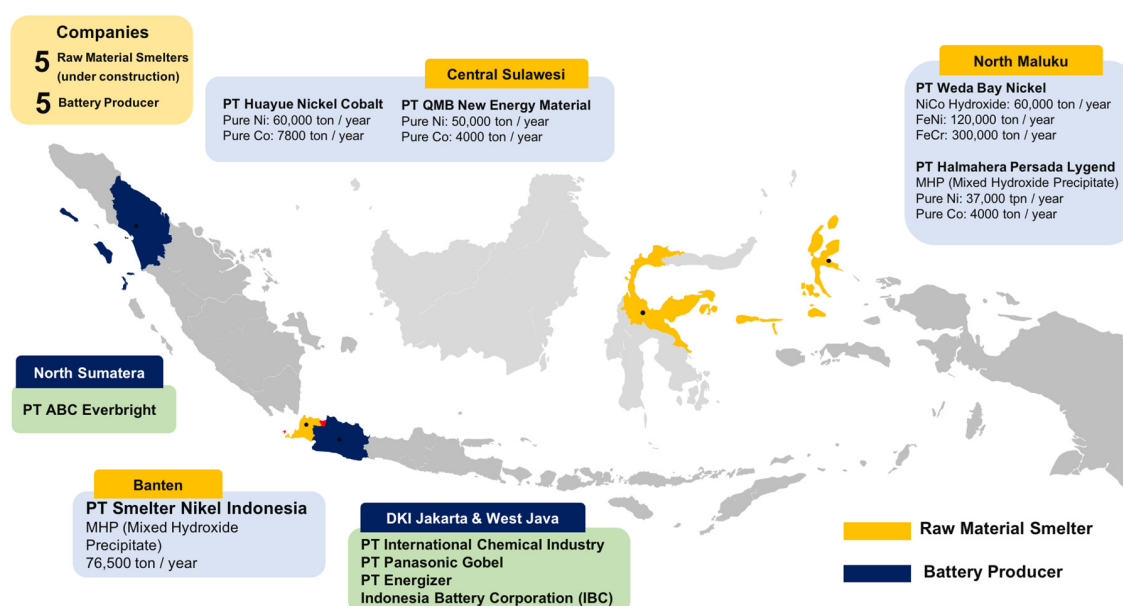 Companies
5 Raw Material Smelters
(under construction)
5 Battery Producer
Central Sulawesi
PT Huayue Nickel Cobalt
Pure Ni: 60,000 ton / year
Pure Co: 7800 ton / year
PT QMB New Energy Material
Pure Ni: 50,000 ton / year
Pure Co: 4000 ton / year
North Maluku
PT Weda Bay Nickel
NiCo Hydroxide: 60,000 ton / year
FeNi: 120,000 ton / year
FeCr: 300,000 ton / year
PT Halmahera Persada Lygend
MHP (Mixed Hydroxide Precipitate)
Pure Ni: 37,000 tpn / year
Pure Co: 4000 ton / year
North Sumatera
PT ABC Everbright
Banten
PT Smelter Nikel Indonesia
MHP (Mixed Hydroxide
Precipitate)
76,500 ton / year
DKI Jakarta & West Java
PT International Chemical Industry
PT Panasonic Gobel
PT Energizer
Indonesia Battery Corporation (IBC)
Raw Material Smelter
Battery Producer